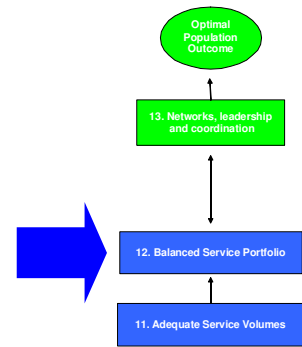 Optimal
Population
Outcome
13. Networks, leadership
and coordination
12. Balanced Service Portfolio
11. Adequate Service Volumes